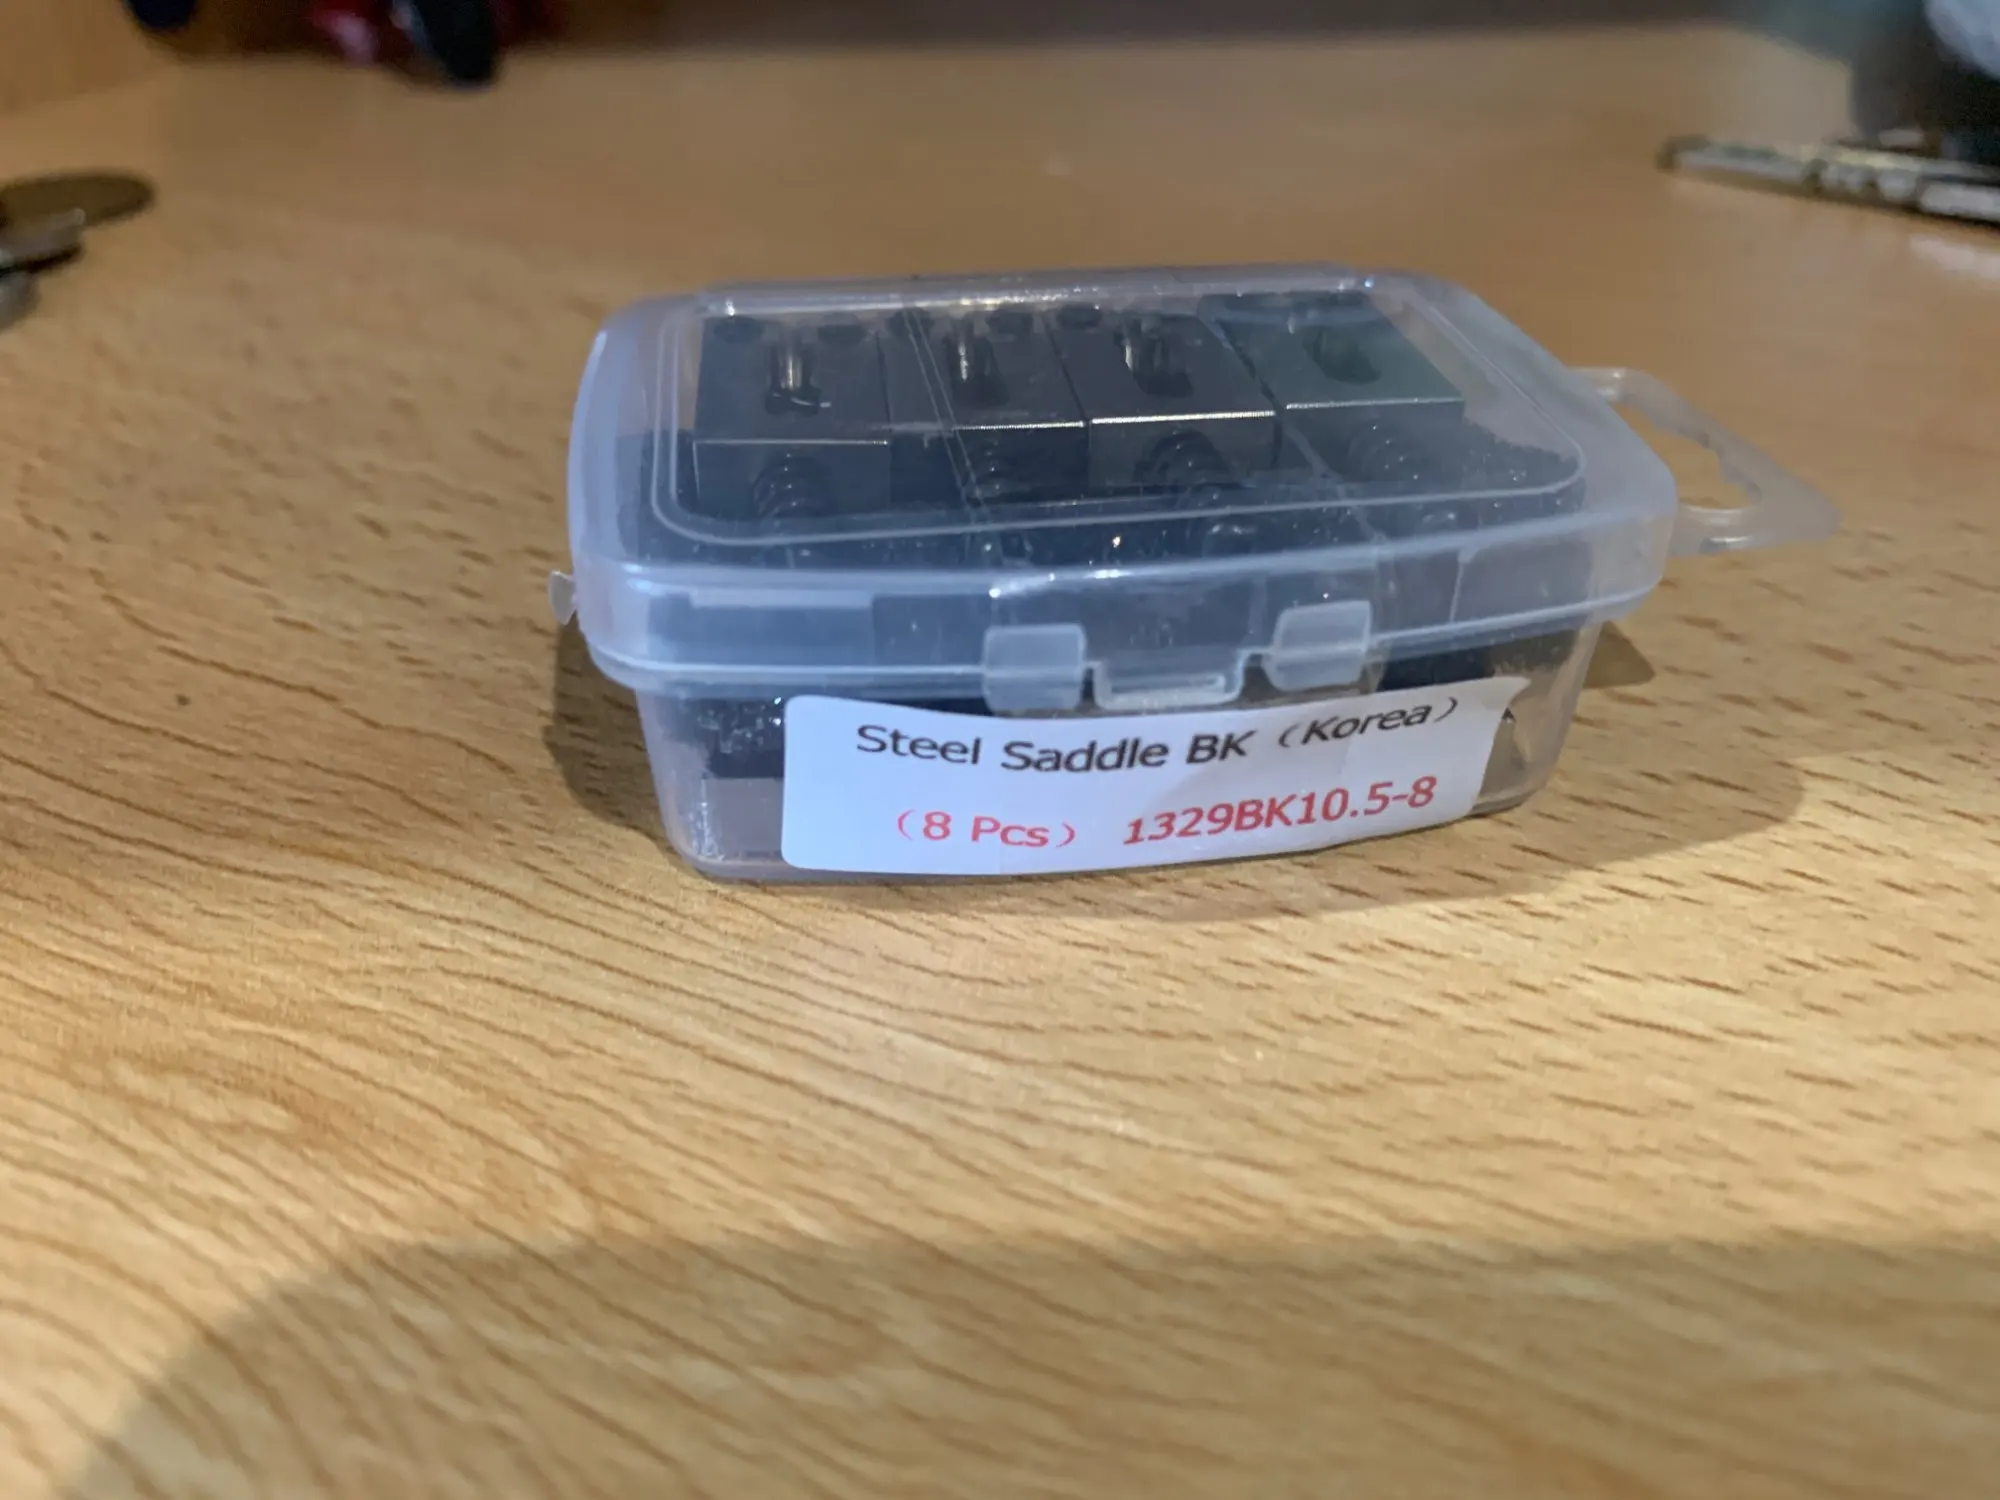 Steel Saddle BK（Korea）
（8 Pcs） 1329BK10.5-8